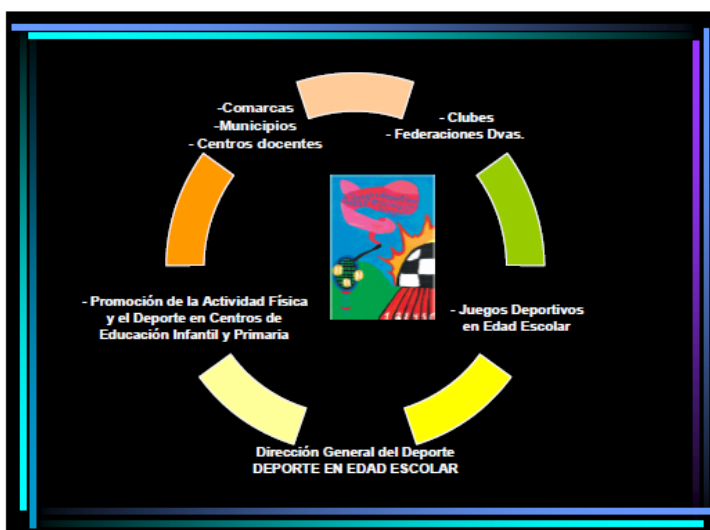 -Comarcas
-Municipios
- Centros docentes
- Clubes
- Federaciones Dvas.
- Promoción de la Actividad Física
y el Deporte en Centros de
Educación Infantil y Primaria
- Juegos Deportivos
en Edad Escolar
Dirección General del Deporte
DEPORTE EN EDAD ESCOLAR